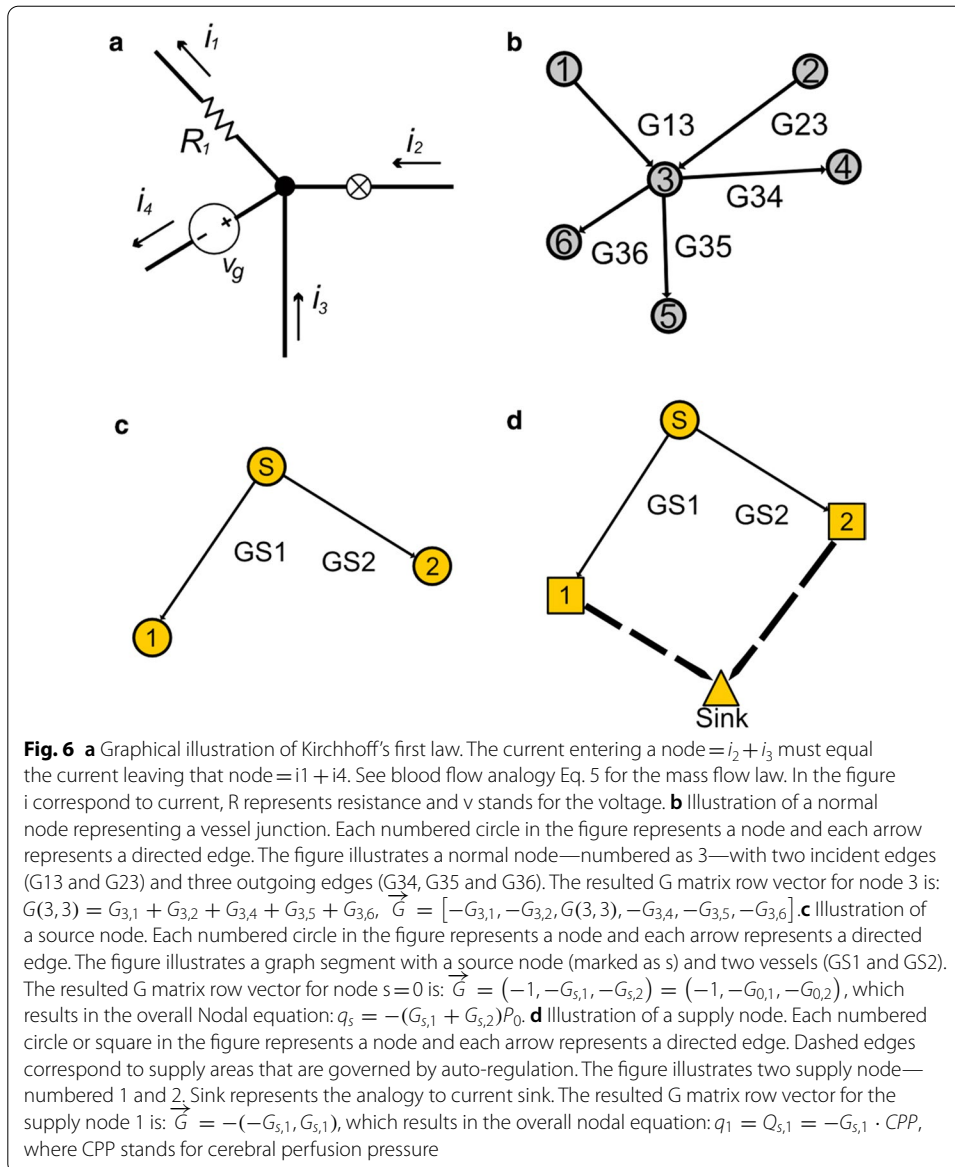 a
i1
R1
i2
i4
+
-
vg
i3
b
1
2
G13
G23
3
4
G34
6
G36
G35
5
c
S
GS1
GS2
2
1
d
S
GS1
GS2
2
1
Sink
Fig. 6 a Graphical illustration of Kirchhoff's first law. The current entering a node = i₂ + i₃ must equal
the current leaving that node = i1 + i4. See blood flow analogy Eq. 5 for the mass flow law. In the figure
i correspond to current, R represents resistance and v stands for the voltage. b Illustration of a normal
node representing a vessel junction. Each numbered circle in the figure represents a node and each arrow
represents a directed edge. The figure illustrates a normal node—numbered as 3—with two incident edges
(G13 and G23) and three outgoing edges (G34, G35 and G36). The resulted G matrix row vector for node 3 is:
G(3, 3) = G₃,₁ + G₃,₂ + G₃,₄ + G₃,₅ + G₃,₆, G⃗ = [−G₃,₁, −G₃,₂, G(3, 3), −G₃,₄, −G₃,₅, −G₃,₆].c Illustration of
a source node. Each numbered circle in the figure represents a node and each arrow represents a directed
edge. The figure illustrates a graph segment with a source node (marked as s) and two vessels (GS1 and GS2).
The resulted G matrix row vector for node s = 0 is: G⃗ = (−1, −Gs,₁, −Gs,₂) = (−1, −G₀,₁, −G₀,₂), which
results in the overall Nodal equation: qs = −(Gs,₁ + Gs,₂)P₀. d Illustration of a supply node. Each numbered
circle or square in the figure represents a node and each arrow represents a directed edge. Dashed edges
correspond to supply areas that are governed by auto-regulation. The figure illustrates two supply node—
numbered 1 and 2. Sink represents the analogy to current sink. The resulted G matrix row vector for the
supply node 1 is: G⃗ = −(−Gs,₁, Gs,₁), which results in the overall nodal equation: q₁ = Qs,₁ = −Gs,₁ · CPP,
where CPP stands for cerebral perfusion pressure